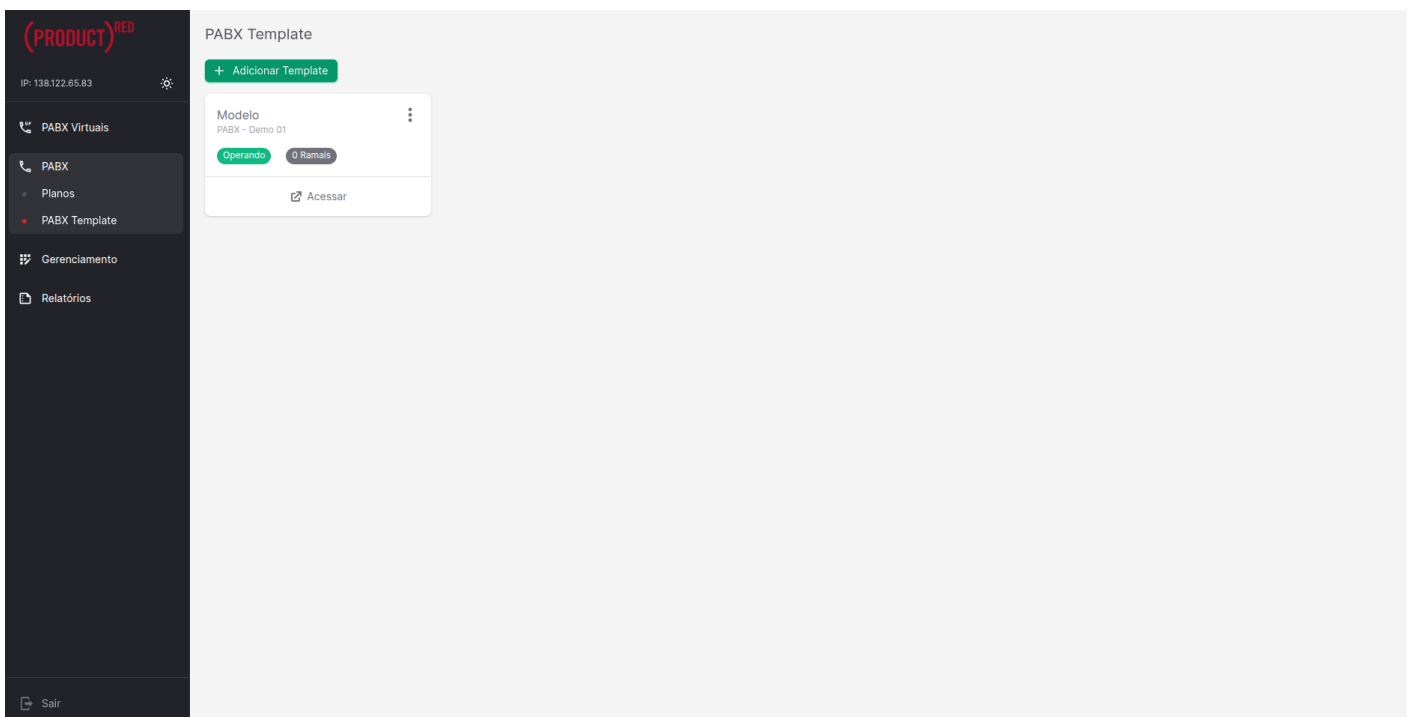 (PRODUCT)RED
IP: 138.122.65.83
PABX Virtuais
PABX
Planos
PABX Template
Gerenciamento
Relatórios
Sair
PABX Template
+ Adicionar Template
Modelo
PABX - Demo 01
Operando 0 Ramais
Acessar